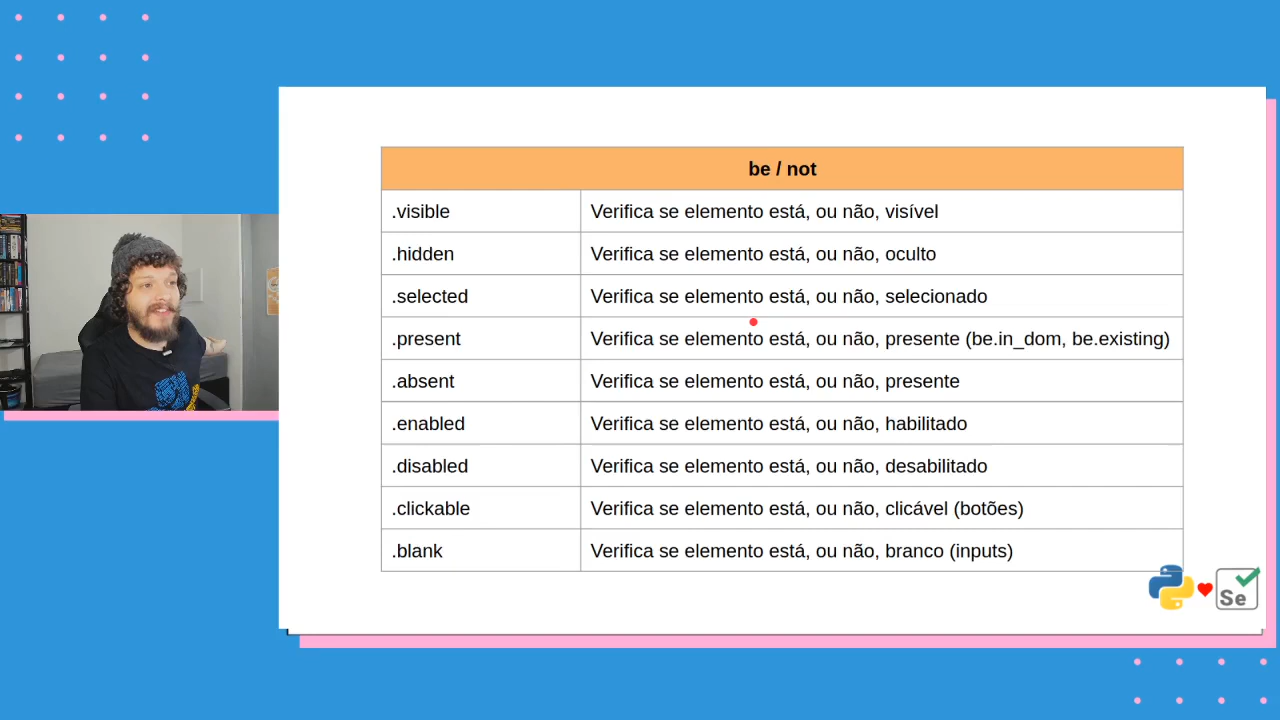 be / not
.visible Verifica se elemento está, ou não, visível
.hidden Verifica se elemento está, ou não, oculto
.selected Verifica se elemento está, ou não, selecionado
.present Verifica se elemento está, ou não, presente (be.in_dom, be.existing)
.absent Verifica se elemento está, ou não, presente
.enabled Verifica se elemento está, ou não, habilitado
.disabled Verifica se elemento está, ou não, desabilitado
.clickable Verifica se elemento está, ou não, clicável (botões)
.blank Verifica se elemento está, ou não, branco (inputs)
Se